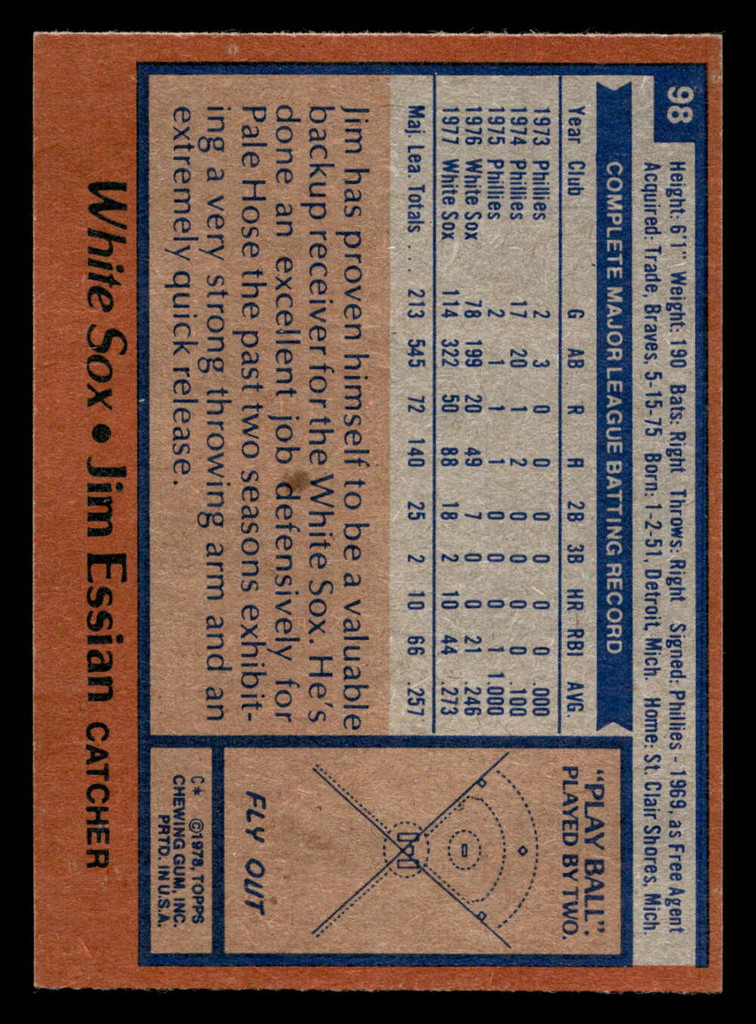 98
Height: 6'1" Weight: 190 Bats: Right Throws: Right Signed: Phillies - 1969, as Free Agent
Acquired: Trade, Braves, 5-15-75 Born: 1-2-51, Detroit, Mich. Home: St. Clair Shores, Mich.
COMPLETE MAJOR LEAGUE BATTING RECORD
Year Club G AB R H 2B 3B HR RBI AVG.
1973 Phillies 2 3 0 0 0 0 0 0 .000
1974 Phillies 17 20 1 2 0 0 0 0 .100
1975 Phillies 2 1 1 1 0 0 0 1 1.000
1976 White Sox 78 199 20 49 7 0 0 21 .246
1977 White Sox 114 322 50 88 18 2 10 44 .273
Maj. Lea. Totals .... 213 545 72 140 25 2 10 66 .257
Jim has proven himself to be a valuable
backup receiver for the White Sox. He's
done an excellent job defensively for
Pale Hose the past two seasons exhibit-
ing a very strong throwing arm and an
extremely quick release.
"PLAY BALL":
PLAYED BY TWO.
FLY OUT
C* ©1978, TOPPS
CHEWING GUM, INC.
PRTD. IN U.S.A.
White Sox • Jim Essian CATCHER